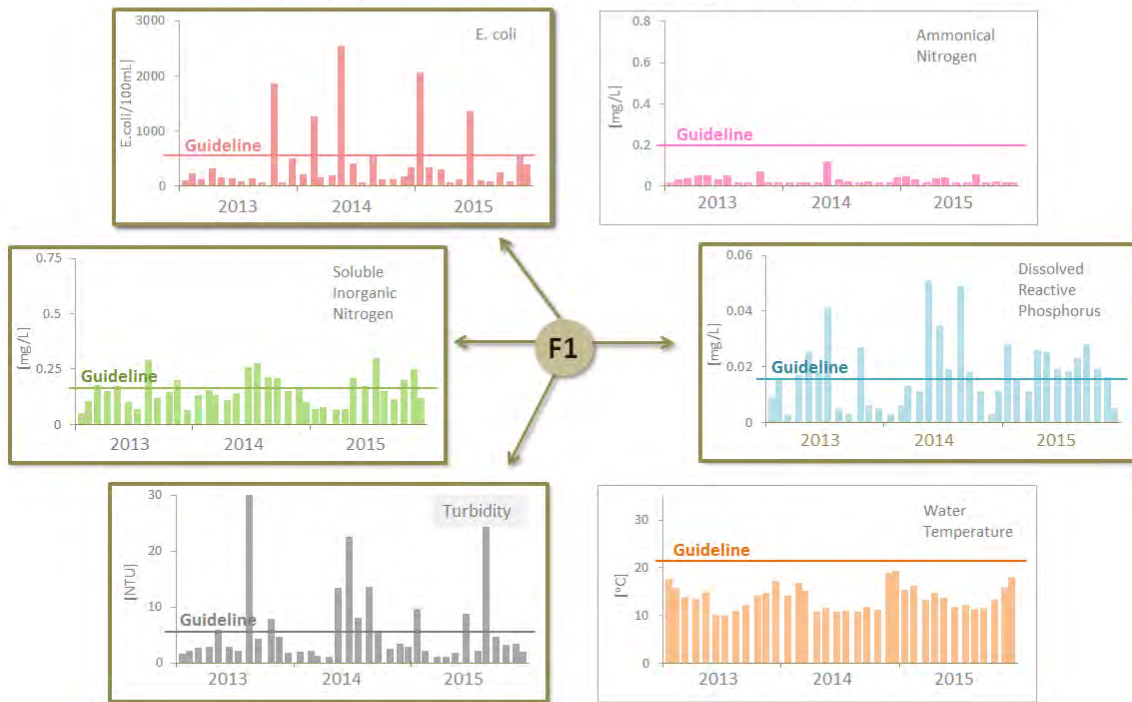 3000
2000
1000
0
E.coli/100mL
E. coli
Guideline
2013
2014
2015
0.8
0.6
0.4
0.2
0
[mg/L]
Ammonical
Nitrogen
Guideline
2013
2014
2015
0.75
0.5
0.25
0
[mg/L]
Soluble
Inorganic
Nitrogen
Guideline
2013
2014
2015
F1
0.06
0.04
0.02
0
[mg/L]
Dissolved
Reactive
Phosphorus
Guideline
2013
2014
2015
30
20
10
0
[NTU]
Turbidity
Guideline
2013
2014
2015
30
20
10
0
[°C]
Water
Temperature
Guideline
2013
2014
2015